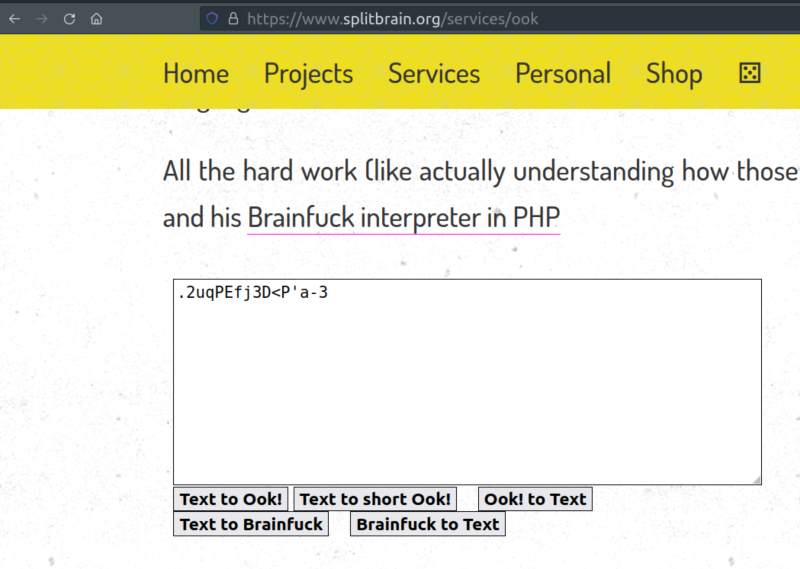 https://www.splitbrain.org/services/ook
Home Projects Services Personal Shop
All the hard work (like actually understanding how those
and his Brainfuck interpreter in PHP
.2uqPEfj3D<P'a-3
Text to Ook! Text to short Ook! Ook! to Text
Text to Brainfuck Brainfuck to Text